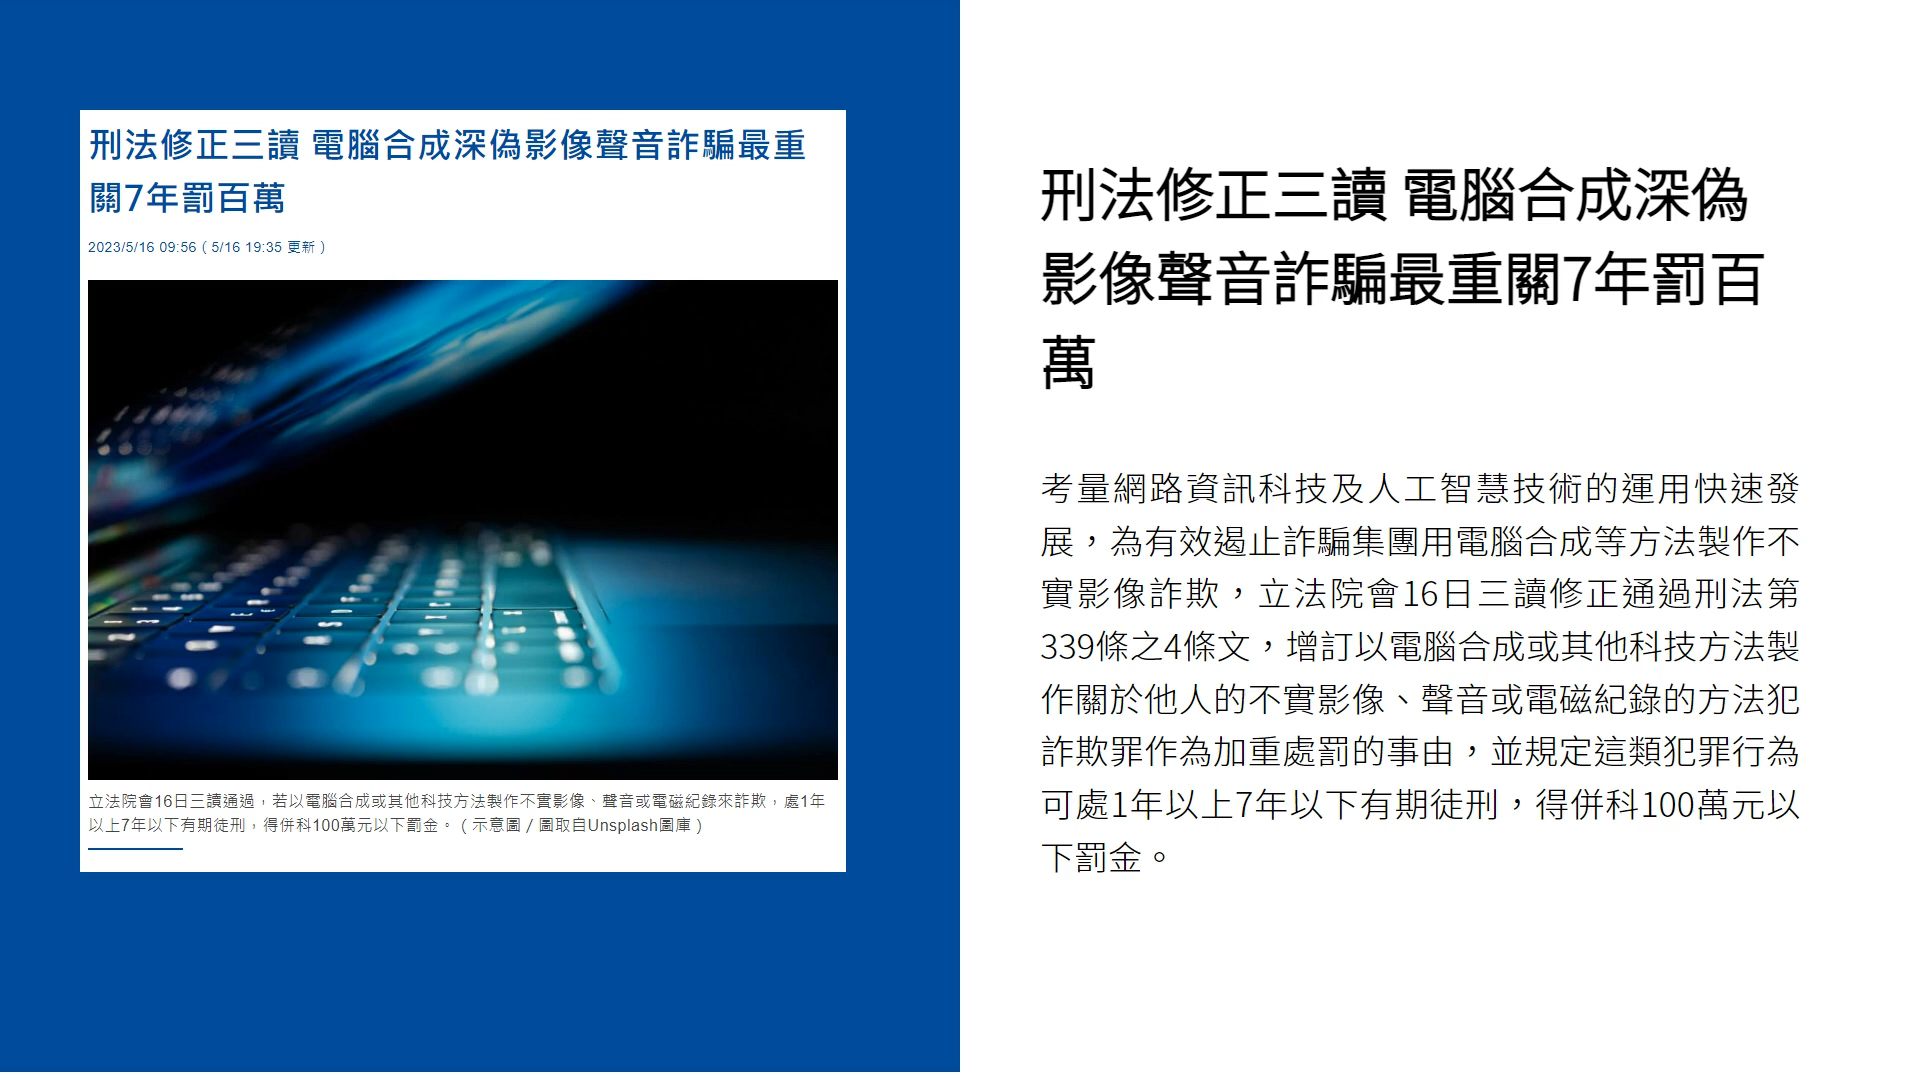 刑法修正三讀 電腦合成深偽影像聲音詐騙最重
關7年罰百萬
2023/5/16 09:56（5/16 19:35 更新）
立法院會16日三讀通過，若以電腦合成或其他科技方法製作不實影像、聲音或電磁紀錄來詐欺，處1年
以上7年以下有期徒刑，得併科100萬元以下罰金。（示意圖／圖取自Unsplash圖庫）
刑法修正三讀 電腦合成深偽
影像聲音詐騙最重關7年罰百
萬
考量網路資訊科技及人工智慧技術的運用快速發
展，為有效遏止詐騙集團用電腦合成等方法製作不
實影像詐欺，立法院會16日三讀修正通過刑法第
339條之4條文，增訂以電腦合成或其他科技方法製
作關於他人的不實影像、聲音或電磁紀錄的方法犯
詐欺罪作為加重處罰的事由，並規定這類犯罪行為
可處1年以上7年以下有期徒刑，得併科100萬元以
下罰金。